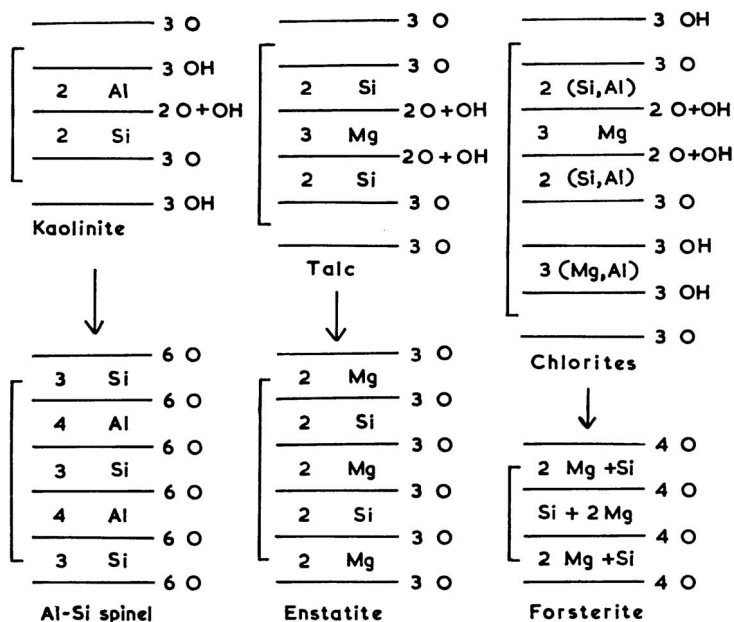 3 O
3 OH
2 Al
2 O+OH
2 Si
3 O
3 OH
Kaolinite
6 O
3 Si
6 O
4 Al
6 O
3 Si
6 O
4 Al
6 O
3 Si
6 O
Al-Si spinel
3 O
3 O
2 Si
2 O+OH
3 Mg
2 O+OH
2 Si
3 O
3 O
Talc
3 O
2 Mg
3 O
2 Si
3 O
2 Mg
3 O
2 Si
3 O
2 Mg
3 O
Enstatite
3 OH
3 O
2 (Si,Al)
2 O+OH
3 Mg
2 O+OH
2 (Si,Al)
3 O
3 OH
3 (Mg,Al)
3 OH
3 O
Chlorites
4 O
2 Mg +Si
4 O
Si + 2 Mg
4 O
2 Mg +Si
4 O
Forsterite